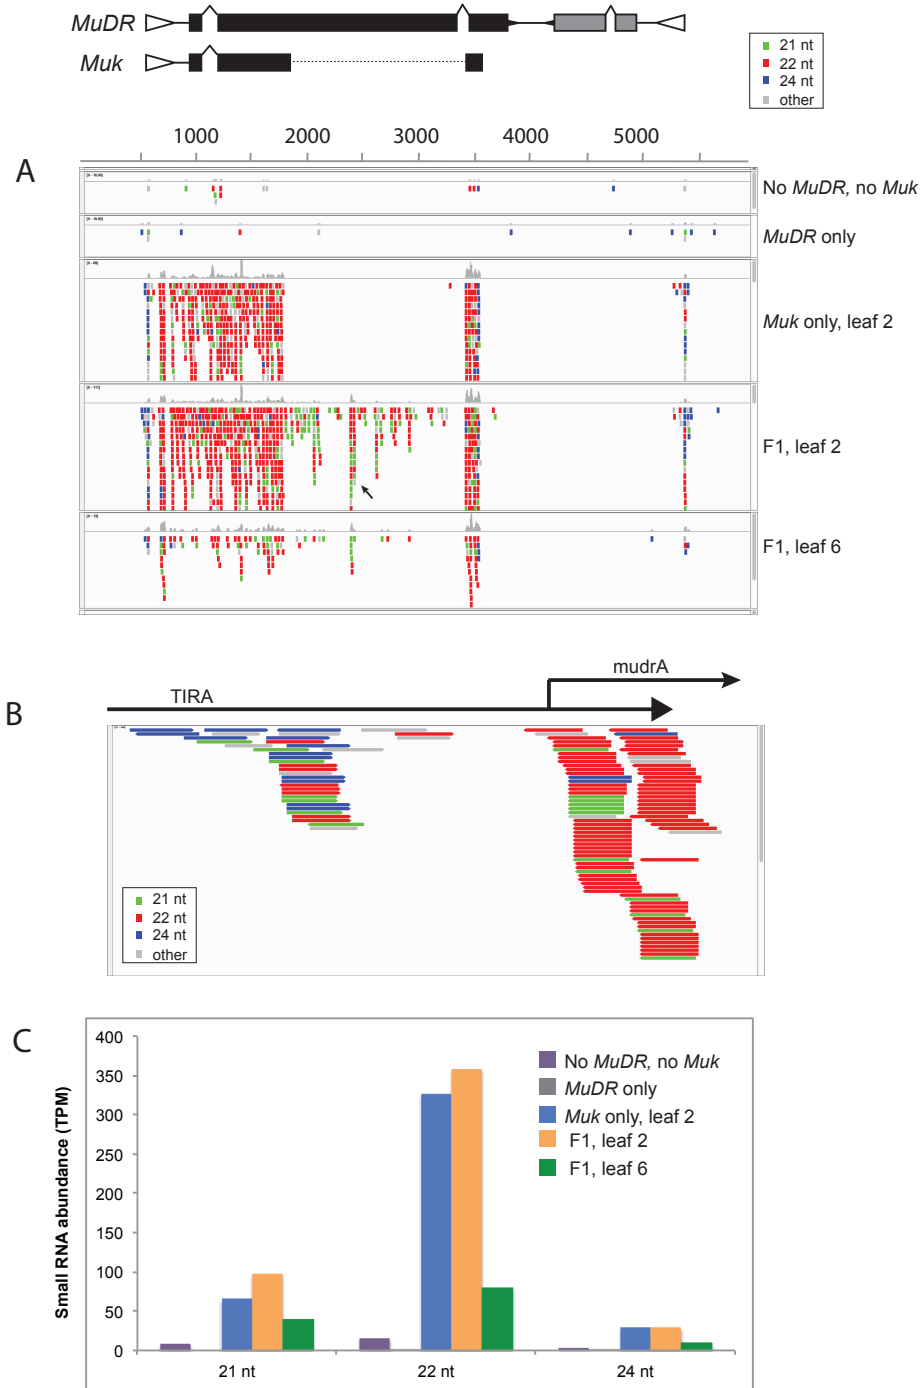 MuDR
Muk
21 nt
22 nt
24 nt
other
1000 2000 3000 4000 5000
A
No MuDR, no Muk
MuDR only
Muk only, leaf 2
F1, leaf 2
F1, leaf 6
mudrA
TIRA
B
21 nt
22 nt
24 nt
other
C
Small RNA abundance (TPM)
400
350
300
250
200
150
100
50
0
No MuDR, no Muk
MuDR only
Muk only, leaf 2
F1, leaf 2
F1, leaf 6
21 nt 22 nt 24 nt